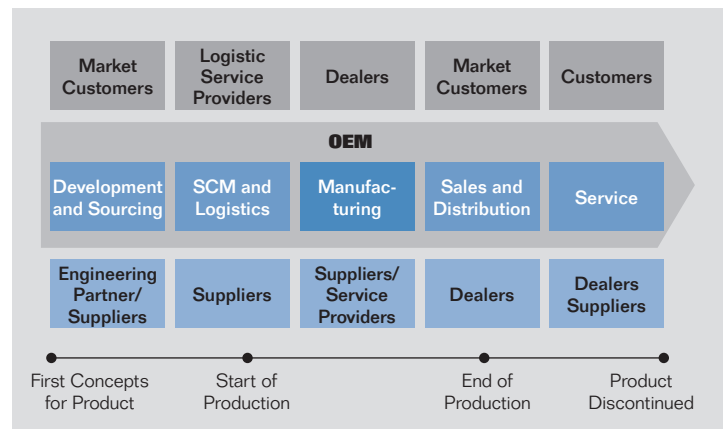 Market
Customers
Logistic
Service
Providers
Dealers
Market
Customers
Customers
OEM
Development
and Sourcing
SCM and
Logistics
Manufac-
turing
Sales and
Distribution
Service
Engineering
Partner/
Suppliers
Suppliers
Suppliers/
Service
Providers
Dealers
Dealers
Suppliers
First Concepts
for Product
Start of
Production
End of
Production
Product
Discontinued